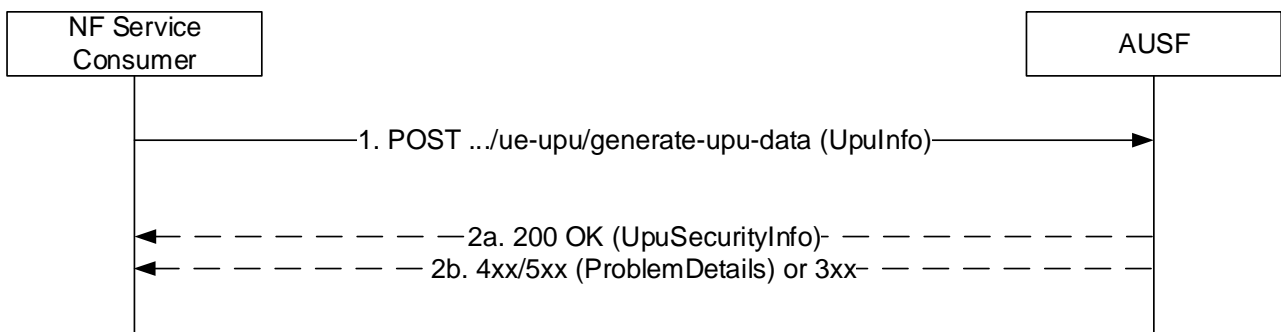 NF Service
Consumer
AUSF
1. POST .../ue-upu/generate-upu-data (UpuInfo)
2a. 200 OK (UpuSecurityInfo)
2b. 4xx/5xx (ProblemDetails) or 3xx